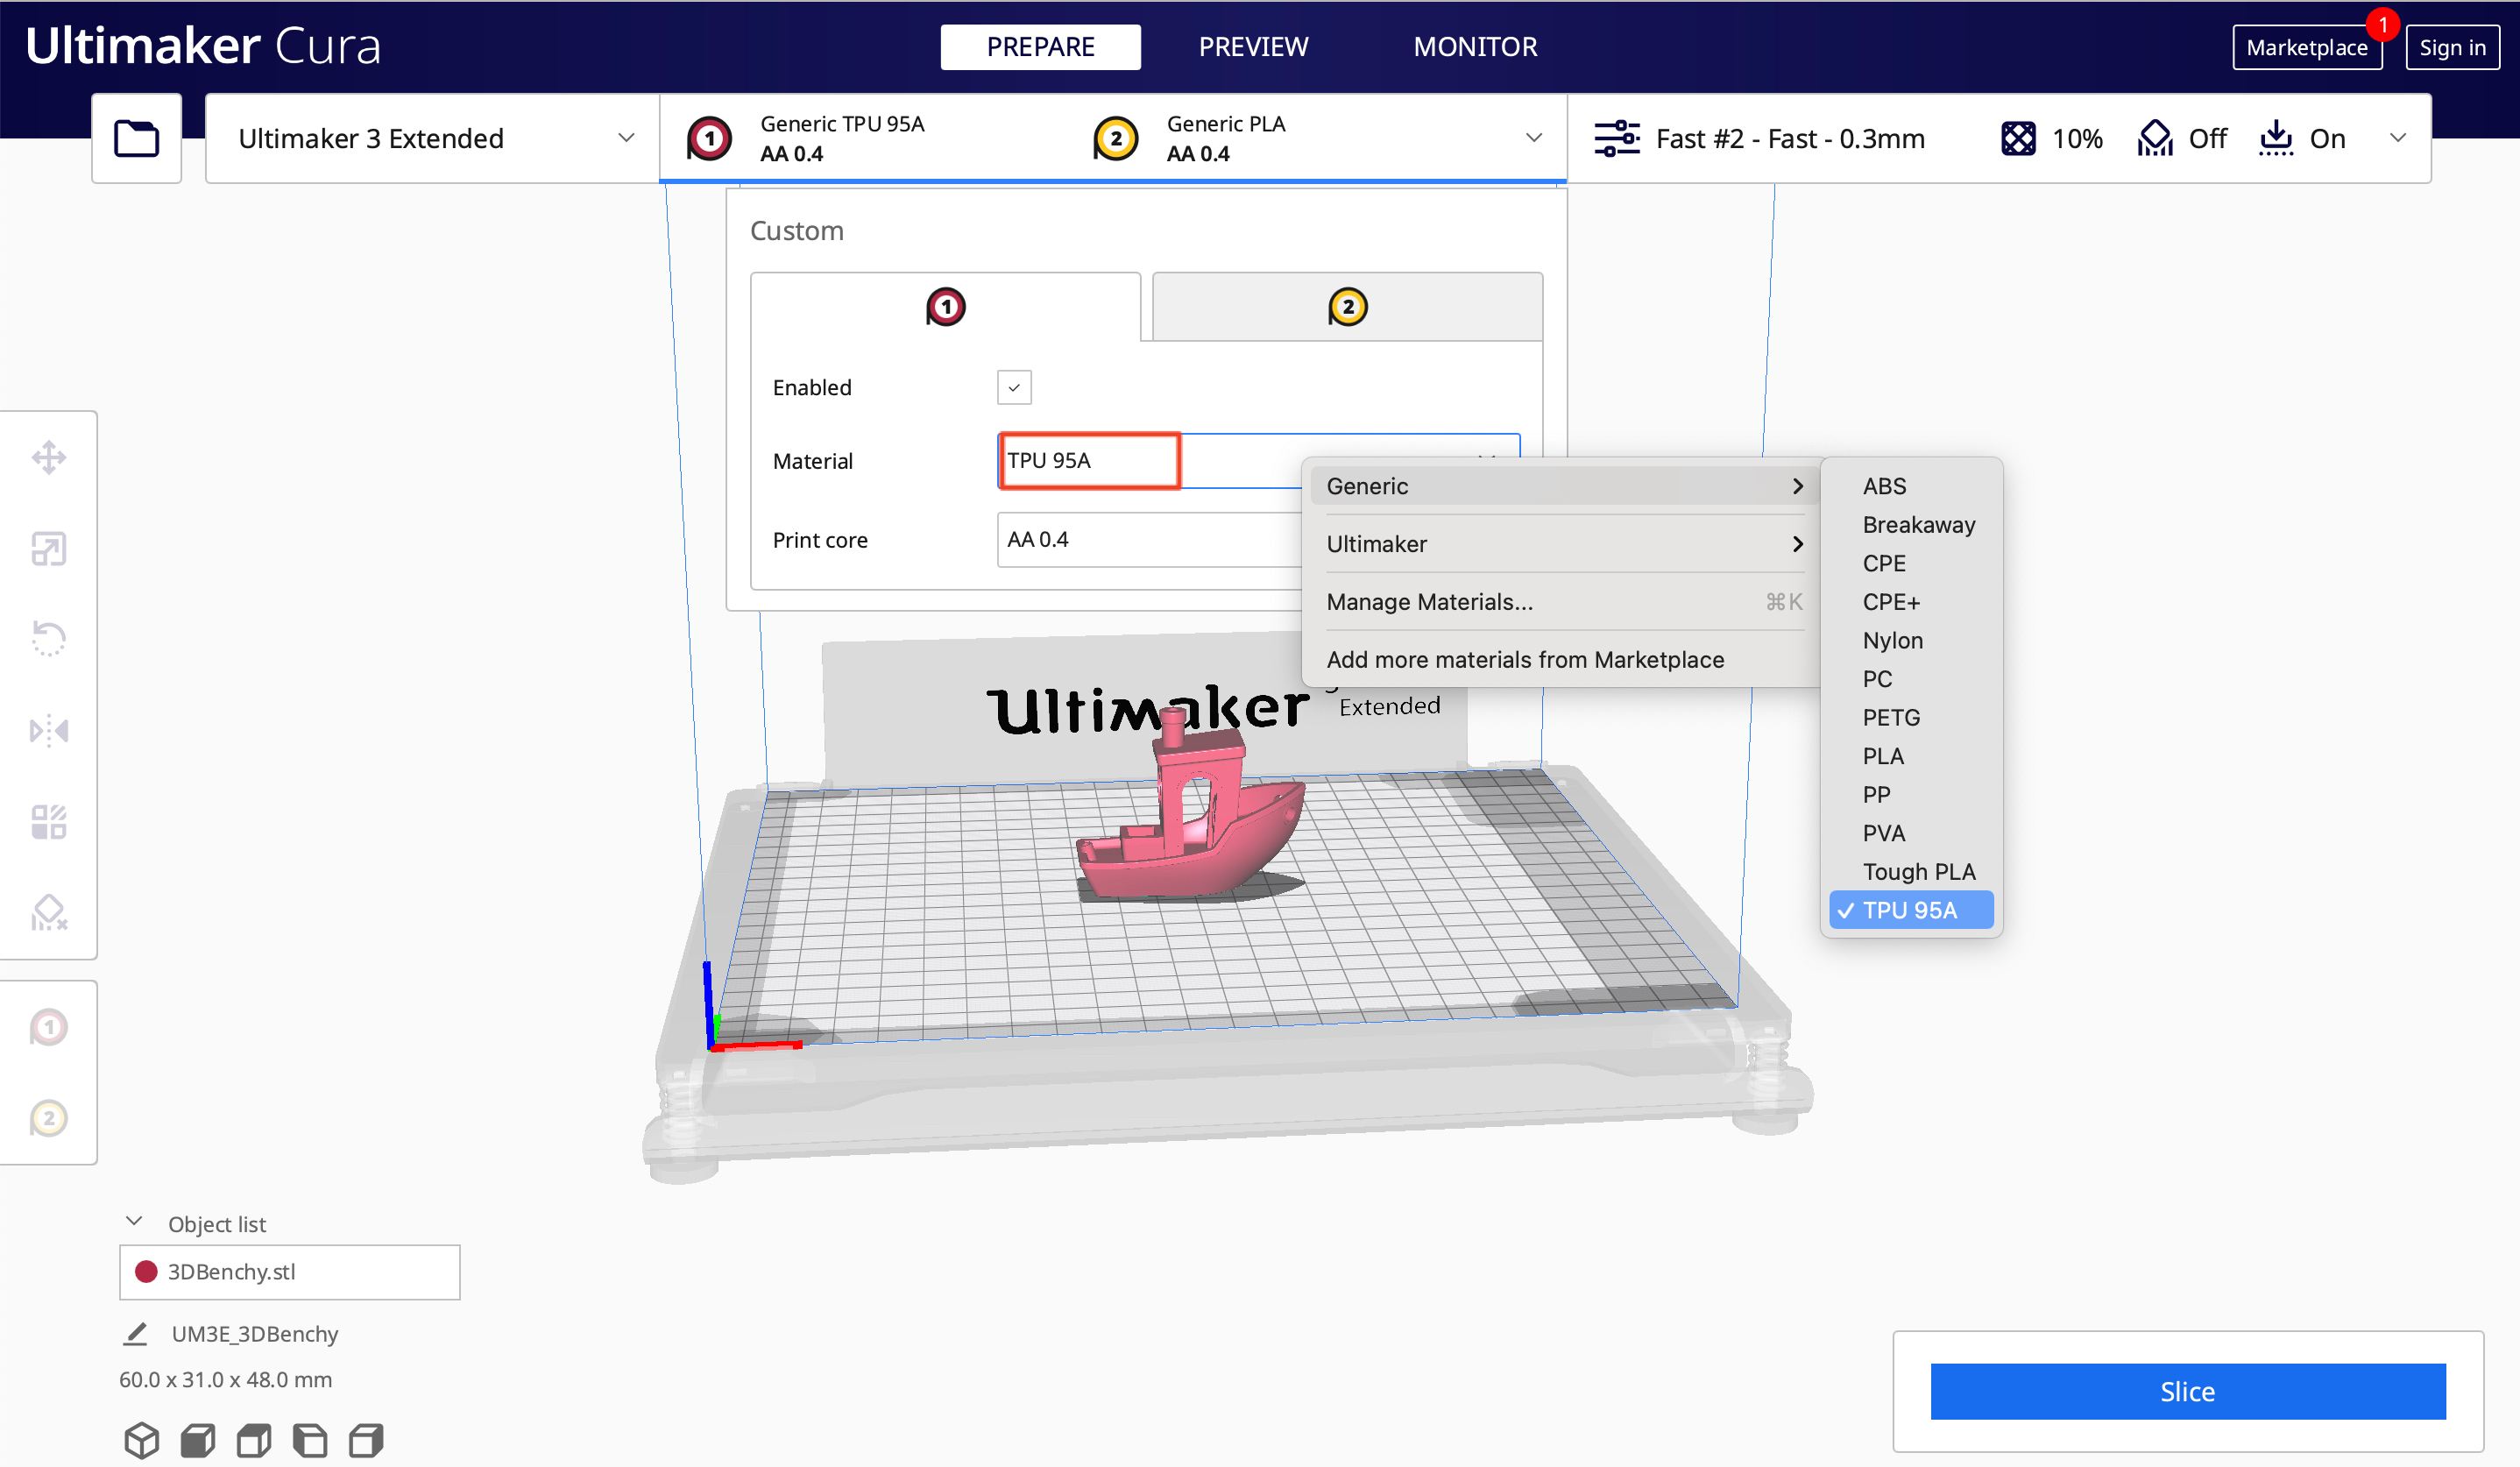 Ultimaker Cura
PREPARE
PREVIEW
MONITOR
Marketplace
1
Sign in
Ultimaker 3 Extended
1
Generic TPU 95A
AA 0.4
2
Generic PLA
AA 0.4
Fast #2 - Fast - 0.3mm
10%
Off
On
Custom
1
2
Enabled
Material
TPU 95A
Print core
AA 0.4
Generic
Ultimaker
Manage Materials... ⌘K
Add more materials from Marketplace
ABS
Breakaway
CPE
CPE+
Nylon
PC
PETG
PLA
PP
PVA
Tough PLA
TPU 95A
Ultimaker
Extended
1
2
Object list
3DBenchy.stl
UM3E_3DBenchy
60.0 x 31.0 x 48.0 mm
Slice